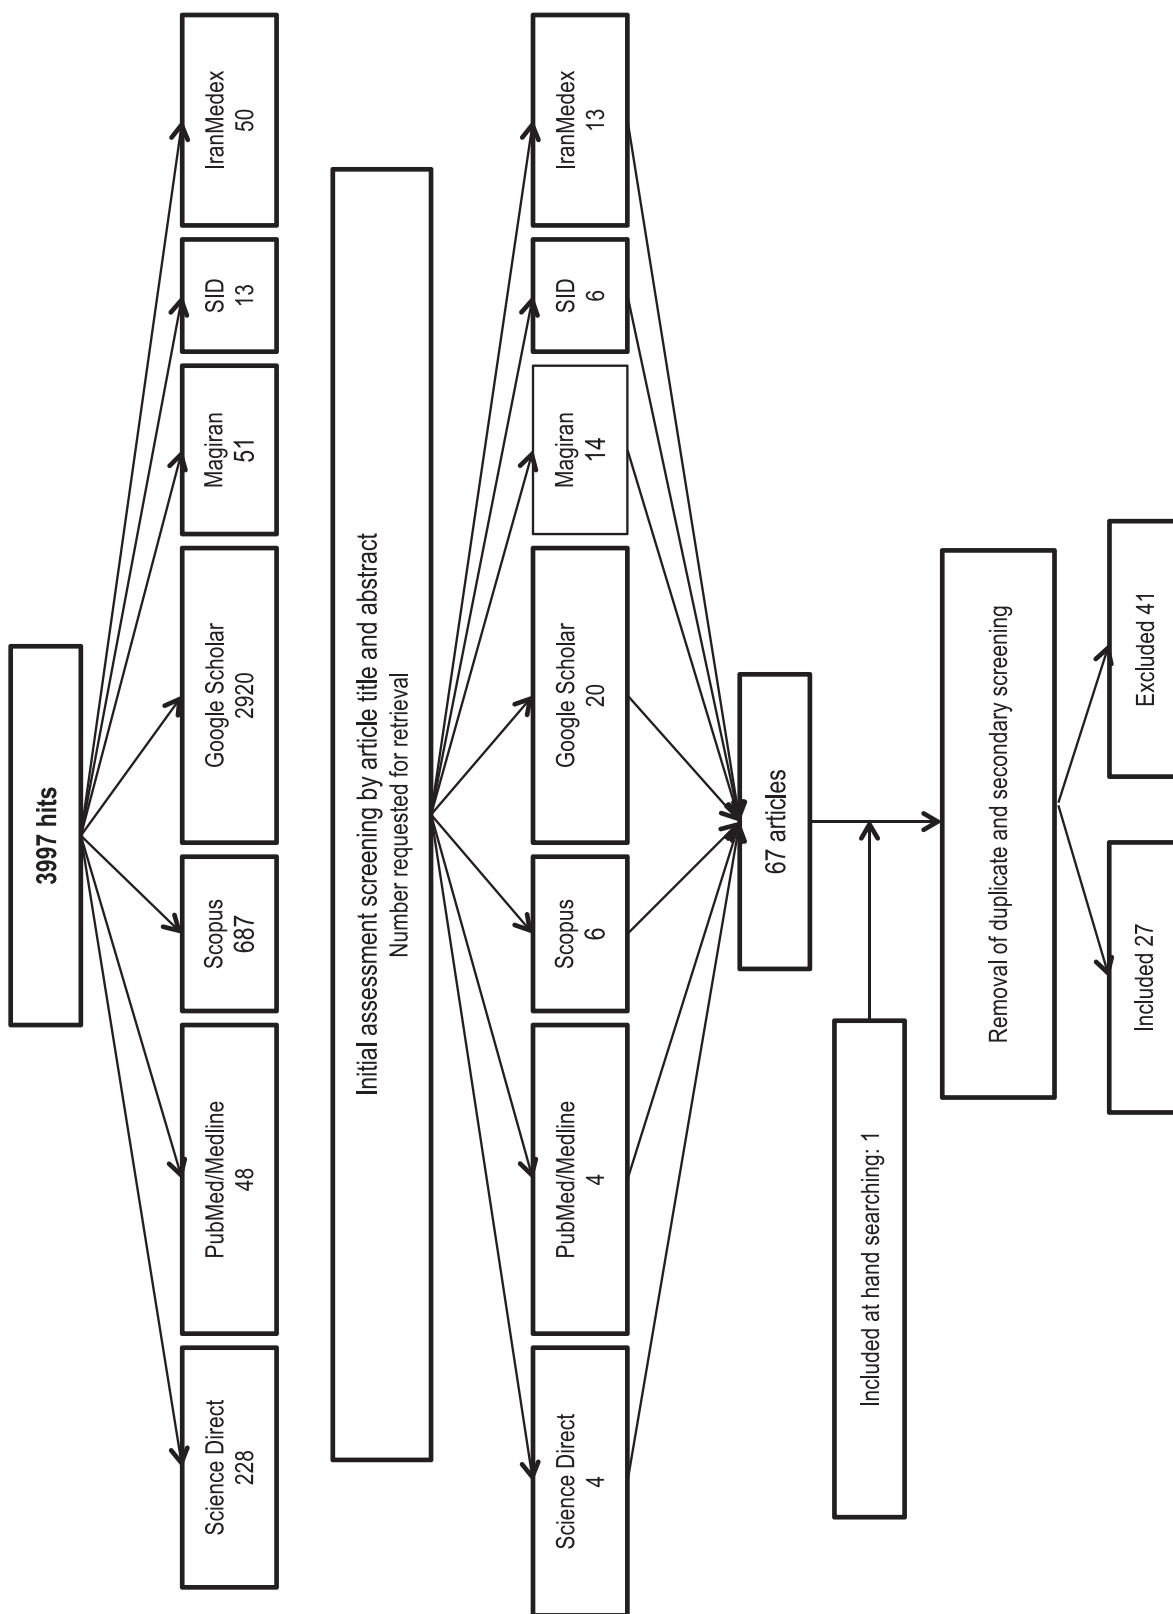 3997 hits
Science Direct
228
PubMed/Medline
48
Scopus
687
Google Scholar
2920
Magiran
51
SID
13
IranMedex
50
Initial assessment screening by article title and abstract
Number requested for retrieval
Science Direct
4
PubMed/Medline
4
Scopus
6
Google Scholar
20
Magiran
14
SID
6
IranMedex
13
67 articles
Included at hand searching: 1
Removal of duplicate and secondary screening
Included 27
Excluded 41